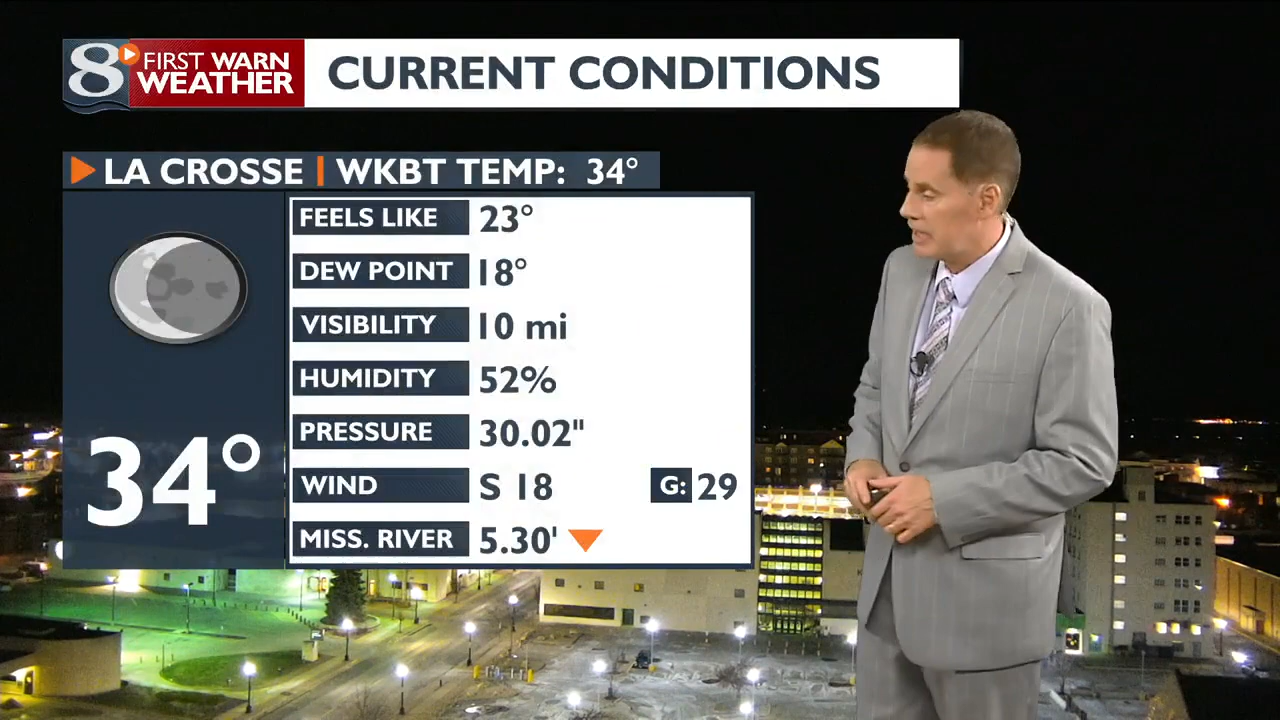 8 FIRST WARN
WEATHER
CURRENT CONDITIONS
LA CROSSE | WKBT TEMP: 34°
34°
FEELS LIKE 23°
DEW POINT 18°
VISIBILITY 10 mi
HUMIDITY 52%
PRESSURE 30.02"
WIND S 18 G: 29
MISS. RIVER 5.30'